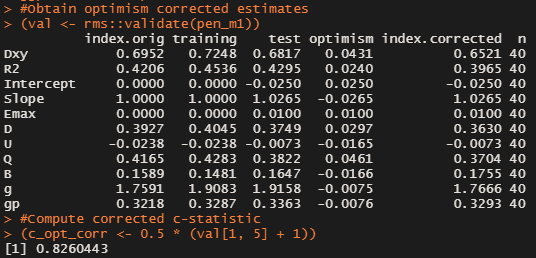 > #obtain optimism corrected estimates
> (val <- rms::validate(pen_m1))
index.orig training test optimism index.corrected n
Dxy 0.6952 0.7248 0.6817 0.0431 0.6521 40
R2 0.4206 0.4536 0.4295 0.0240 0.3965 40
Intercept 0.0000 0.0000 -0.0250 0.0250 -0.0250 40
Slope 1.0000 1.0000 1.0265 -0.0265 1.0265 40
Emax 0.0000 0.0000 0.0100 0.0100 0.0100 40
D 0.3927 0.4045 0.3749 0.0297 0.3630 40
U -0.0238 -0.0238 -0.0073 -0.0165 -0.0073 40
Q 0.4165 0.4283 0.3822 0.0461 0.3704 40
B 0.1589 0.1481 0.1647 -0.0166 0.1755 40
g 1.7591 1.9083 1.9158 -0.0075 1.7666 40
gp 0.3218 0.3287 0.3363 -0.0076 0.3293 40
> #Compute corrected c-statistic
> (c_opt_corr <- 0.5 * (val[1, 5] + 1))
[1] 0.8260443